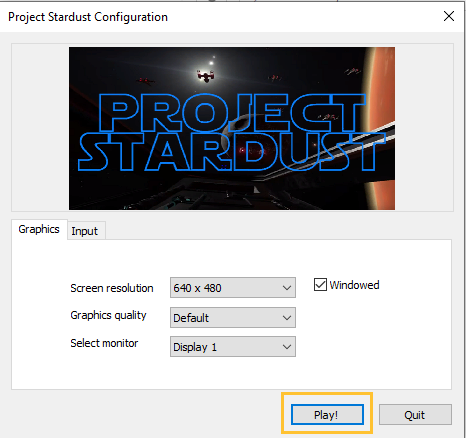 Project Stardust Configuration
PROJECT
STARDUST
Graphics
Input
Screen resolution
640 x 480
Windowed
Graphics quality
Default
Select monitor
Display 1
Play!
Quit